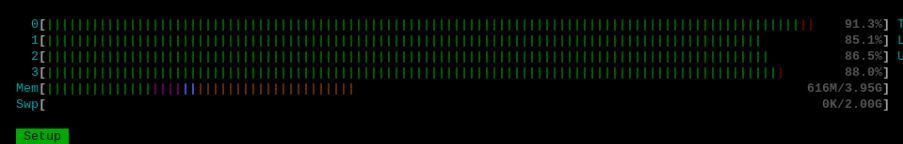 0[ 91.3%] T
1[ 85.1%] L
2[ 86.5%] U
3[ 88.0%]
Mem[ 616M/3.95G]
Swp[ 0K/2.00G]
Setup